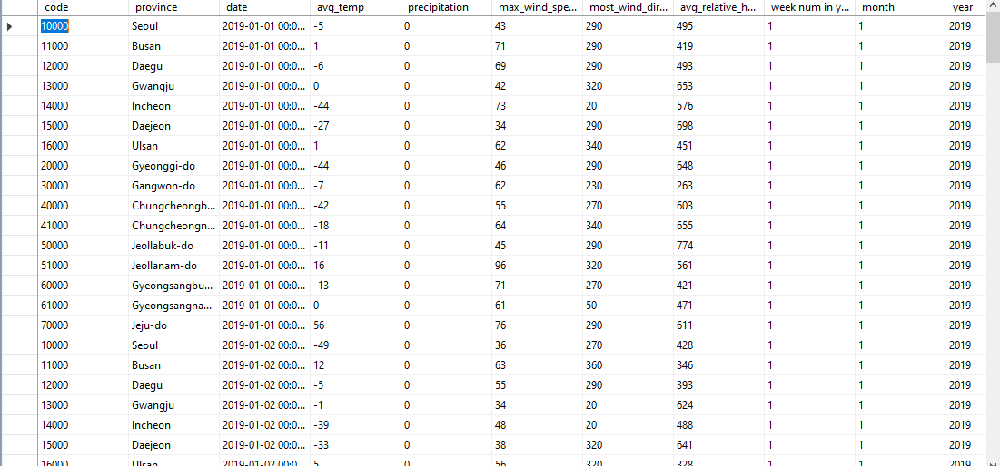 code province date avq_temp precipitation max_wind_spe... most_wind_dir... avq_relative_h... week num in y... month year
10000 Seoul 2019-01-01 00:0... -5 0 43 290 495 1 1 2019
11000 Busan 2019-01-01 00:0... 1 0 71 290 419 1 1 2019
12000 Daegu 2019-01-01 00:0... -6 0 69 290 493 1 1 2019
13000 Gwangju 2019-01-01 00:0... 0 0 42 320 653 1 1 2019
14000 Incheon 2019-01-01 00:0... -44 0 73 20 576 1 1 2019
15000 Daejeon 2019-01-01 00:0... -27 0 34 290 698 1 1 2019
16000 Ulsan 2019-01-01 00:0... 1 0 62 340 451 1 1 2019
20000 Gyeonggi-do 2019-01-01 00:0... -44 0 46 290 648 1 1 2019
30000 Gangwon-do 2019-01-01 00:0... -7 0 62 230 263 1 1 2019
40000 Chungcheongb... 2019-01-01 00:0... -42 0 55 270 603 1 1 2019
41000 Chungcheongn... 2019-01-01 00:0... -18 0 64 340 655 1 1 2019
50000 Jeollabuk-do 2019-01-01 00:0... -11 0 45 290 774 1 1 2019
51000 Jeollanam-do 2019-01-01 00:0... 16 0 96 320 561 1 1 2019
60000 Gyeongsangbu... 2019-01-01 00:0... -13 0 71 270 421 1 1 2019
61000 Gyeongsangna... 2019-01-01 00:0... 0 0 61 50 471 1 1 2019
70000 Jeju-do 2019-01-01 00:0... 56 0 76 290 611 1 1 2019
10000 Seoul 2019-01-02 00:0... -49 0 36 270 428 1 1 2019
11000 Busan 2019-01-02 00:0... 12 0 63 360 346 1 1 2019
12000 Daegu 2019-01-02 00:0... -5 0 55 290 393 1 1 2019
13000 Gwangju 2019-01-02 00:0... -1 0 34 20 624 1 1 2019
14000 Incheon 2019-01-02 00:0... -39 0 48 20 488 1 1 2019
15000 Daejeon 2019-01-02 00:0... -33 0 38 320 641 1 1 2019
16000 Ulsan 2019-01-02 00:0... 5 0 56 320 328 1 1 2019